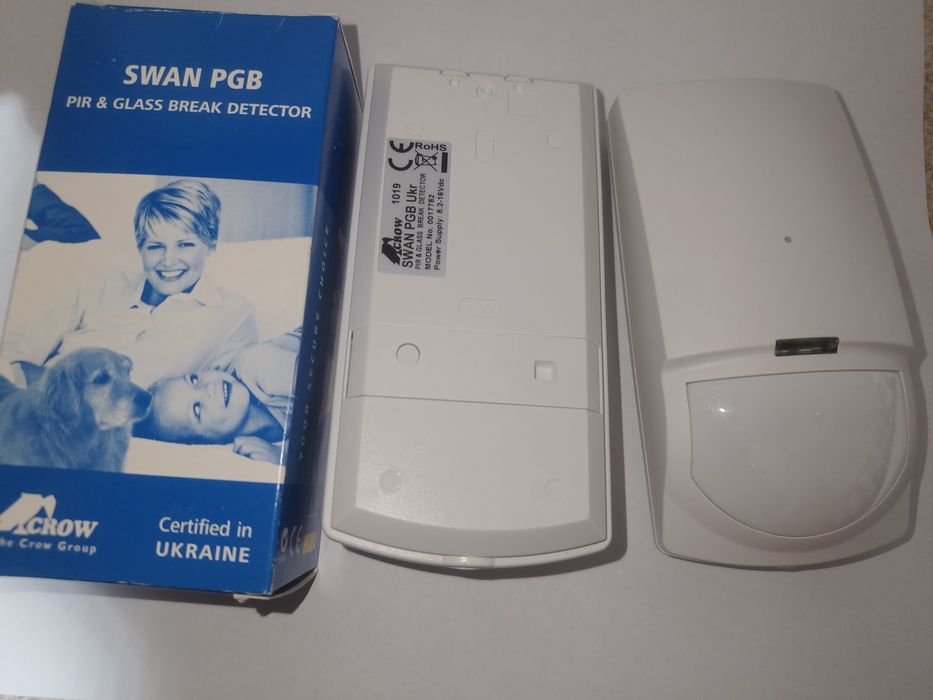 SWAN PGB
PIR & GLASS BREAK DETECTOR
YOUR SECURE CHOICE
CROW
The Crow Group
Certified in
UKRAINE
CE
CE
RoHS
1019
CROW
SWAN PGB Ukr
PIR & GLASS BREAK DETECTOR
MODEL No. 0017782
Power Supply: 8.2-16Vdc